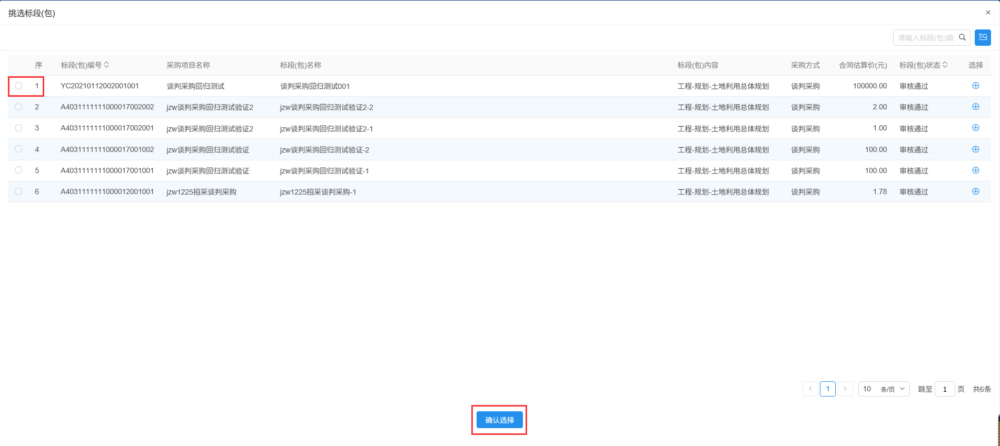 挑选标段(包)
请输入标段(包)编
序 标段(包)编号 采购项目名称 标段(包)名称 标段(包)内容 采购方式 合同估算价(元) 标段(包)状态 选择
1 YC20210112002001001 谈判采购回归测试 谈判采购回归测试001 工程-规划-土地利用总体规划 谈判采购 100000.00 审核通过
2 A4031111111000017002002 jzw谈判采购回归测试验证2 jzw谈判采购回归测试验证2-2 工程-规划-土地利用总体规划 谈判采购 2.00 审核通过
3 A4031111111000017002001 jzw谈判采购回归测试验证2 jzw谈判采购回归测试验证2-1 工程-规划-土地利用总体规划 谈判采购 1.00 审核通过
4 A4031111111000017001002 jzw谈判采购回归测试验证 jzw谈判采购回归测试验证-2 工程-规划-土地利用总体规划 谈判采购 100.00 审核通过
5 A4031111111000017001001 jzw谈判采购回归测试验证 jzw谈判采购回归测试验证-1 工程-规划-土地利用总体规划 谈判采购 100.00 审核通过
6 A4031111111000012001001 jzw1225招采谈判采购 jzw1225招采谈判采购-1 工程-规划-土地利用总体规划 谈判采购 1.78 审核通过
1 10 条/页 跳至 1 页 共6条
确认选择